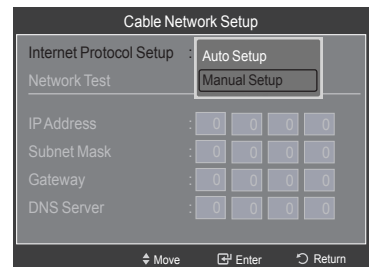 Cable Network Setup
Internet Protocol Setup : Auto Setup
Manual Setup
Network Test
IP Address : 0 0 0 0
Subnet Mask : 0 0 0 0
Gateway : 0 0 0 0
DNS Server : 0 0 0 0
Move Enter Return